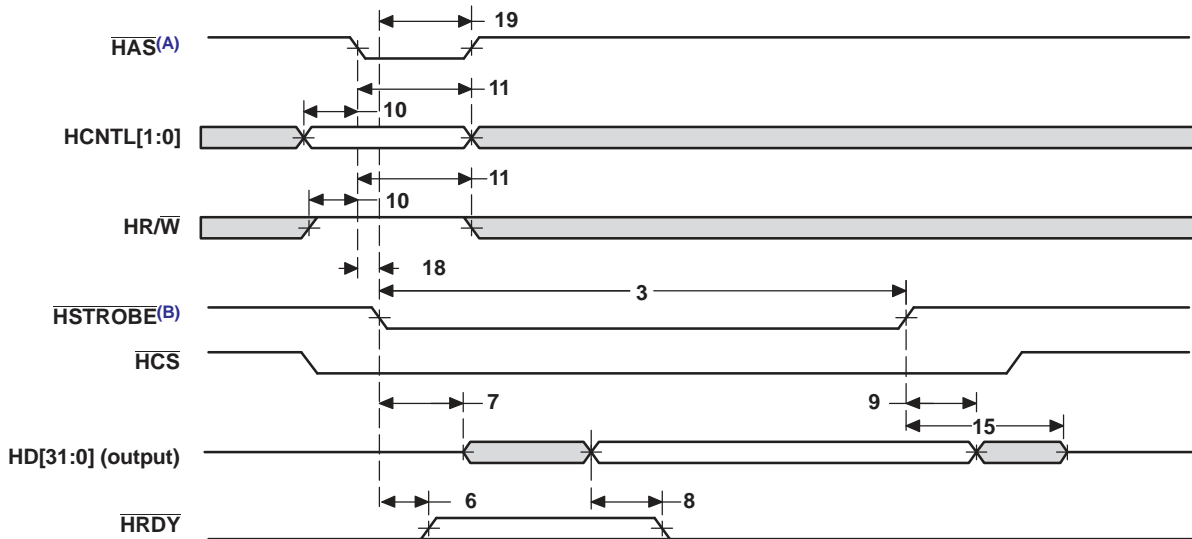 19
HAS(A)
11
10
HCNTL[1:0]
11
10
HR/W
18
3
HSTROBE(B)
HCS
7
9
15
HD[31:0] (output)
6
8
HRDY